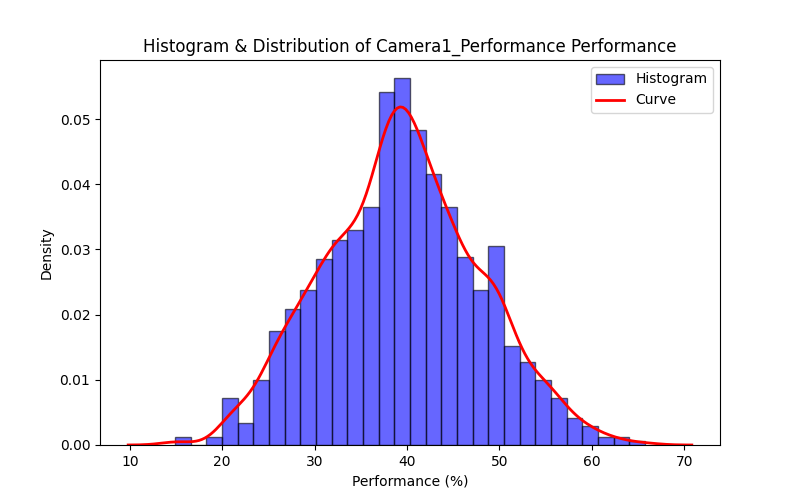 Histogram & Distribution of Camera1_Performance Performance
Histogram
Curve
Density
0.05
0.04
0.03
0.02
0.01
0.00
10 20 30 40 50 60 70
Performance (%)